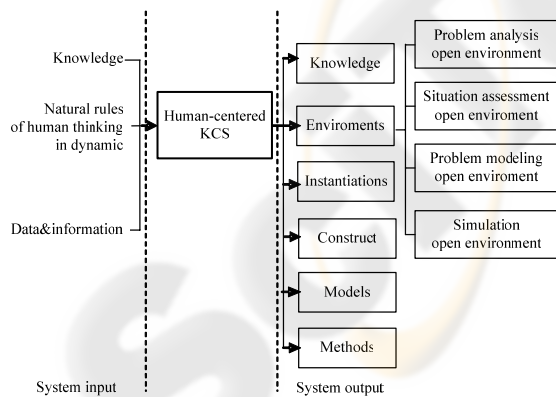 Knowledge
Natural rules
of human thinking
in dynamic
Data&information
System input
Human-centered
KCS
Knowledge
Enviroments
Instantiations
Construct
Models
Methods
System output
Problem analysis
open environment
Situation assessment
open enviroment
Problem modeling
open enviroment
Simulation
open environment